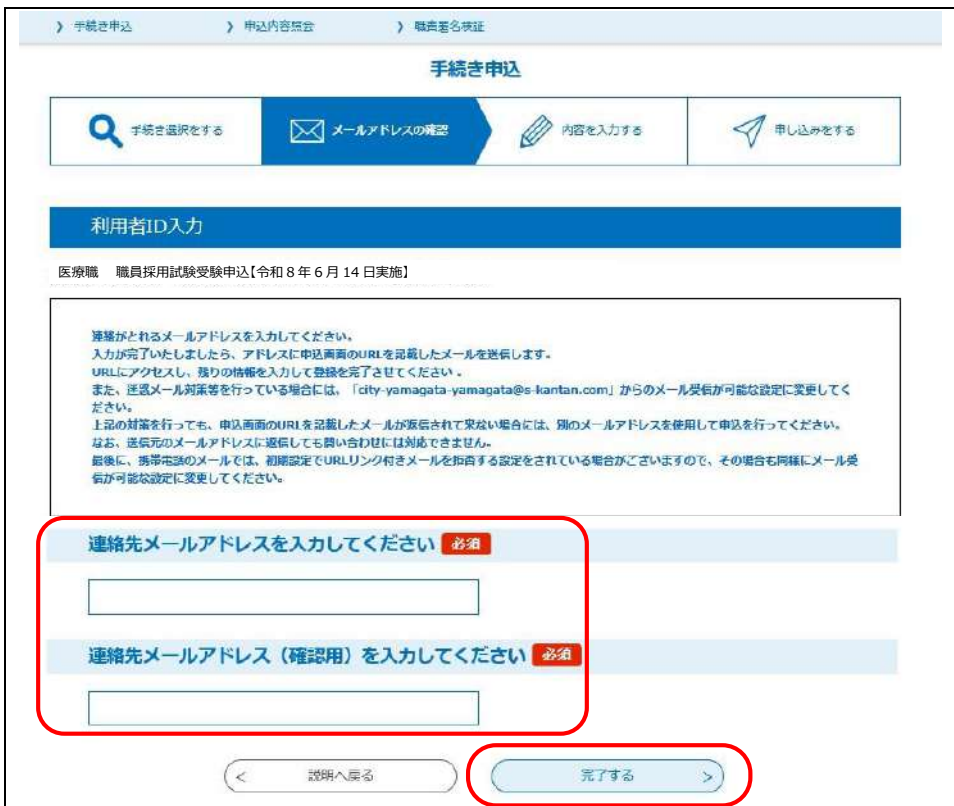 手続き申込
申込内容照会
職責署名検証
手続き申込
手続き選択をする
メールアドレスの確認
内容を入力する
申し込みをする
利用者ID入力
医療職 職員採用試験受験申込【令和8年6月14日実施】
連絡がとれるメールアドレスを入力してください。
入力が完了いたしましたら、アドレスに申込画面のURLを記載したメールを送信します。
URLにアクセスし、残りの情報を入力して登録を完了させてください。
また、迷惑メール対策等を行っている場合には、「city-yamagata-yamagata@s-kantan.com」からのメール受信が可能な設定に変更してく
ださい。
上記の対策を行っても、申込画面のURLを記載したメールが返信されて来ない場合には、別のメールアドレスを使用して申込を行ってください。
なお、送信元のメールアドレスに返信しても問い合わせには対応できません。
最後に、携帯電話のメールでは、初期設定でURLリンク付きメールを拒否する設定をされている場合がございますので、その場合も同様にメール受
信が可能な設定に変更してください。
連絡先メールアドレスを入力してください 必須
連絡先メールアドレス（確認用）を入力してください 必須
< 説明へ戻る
完了する >